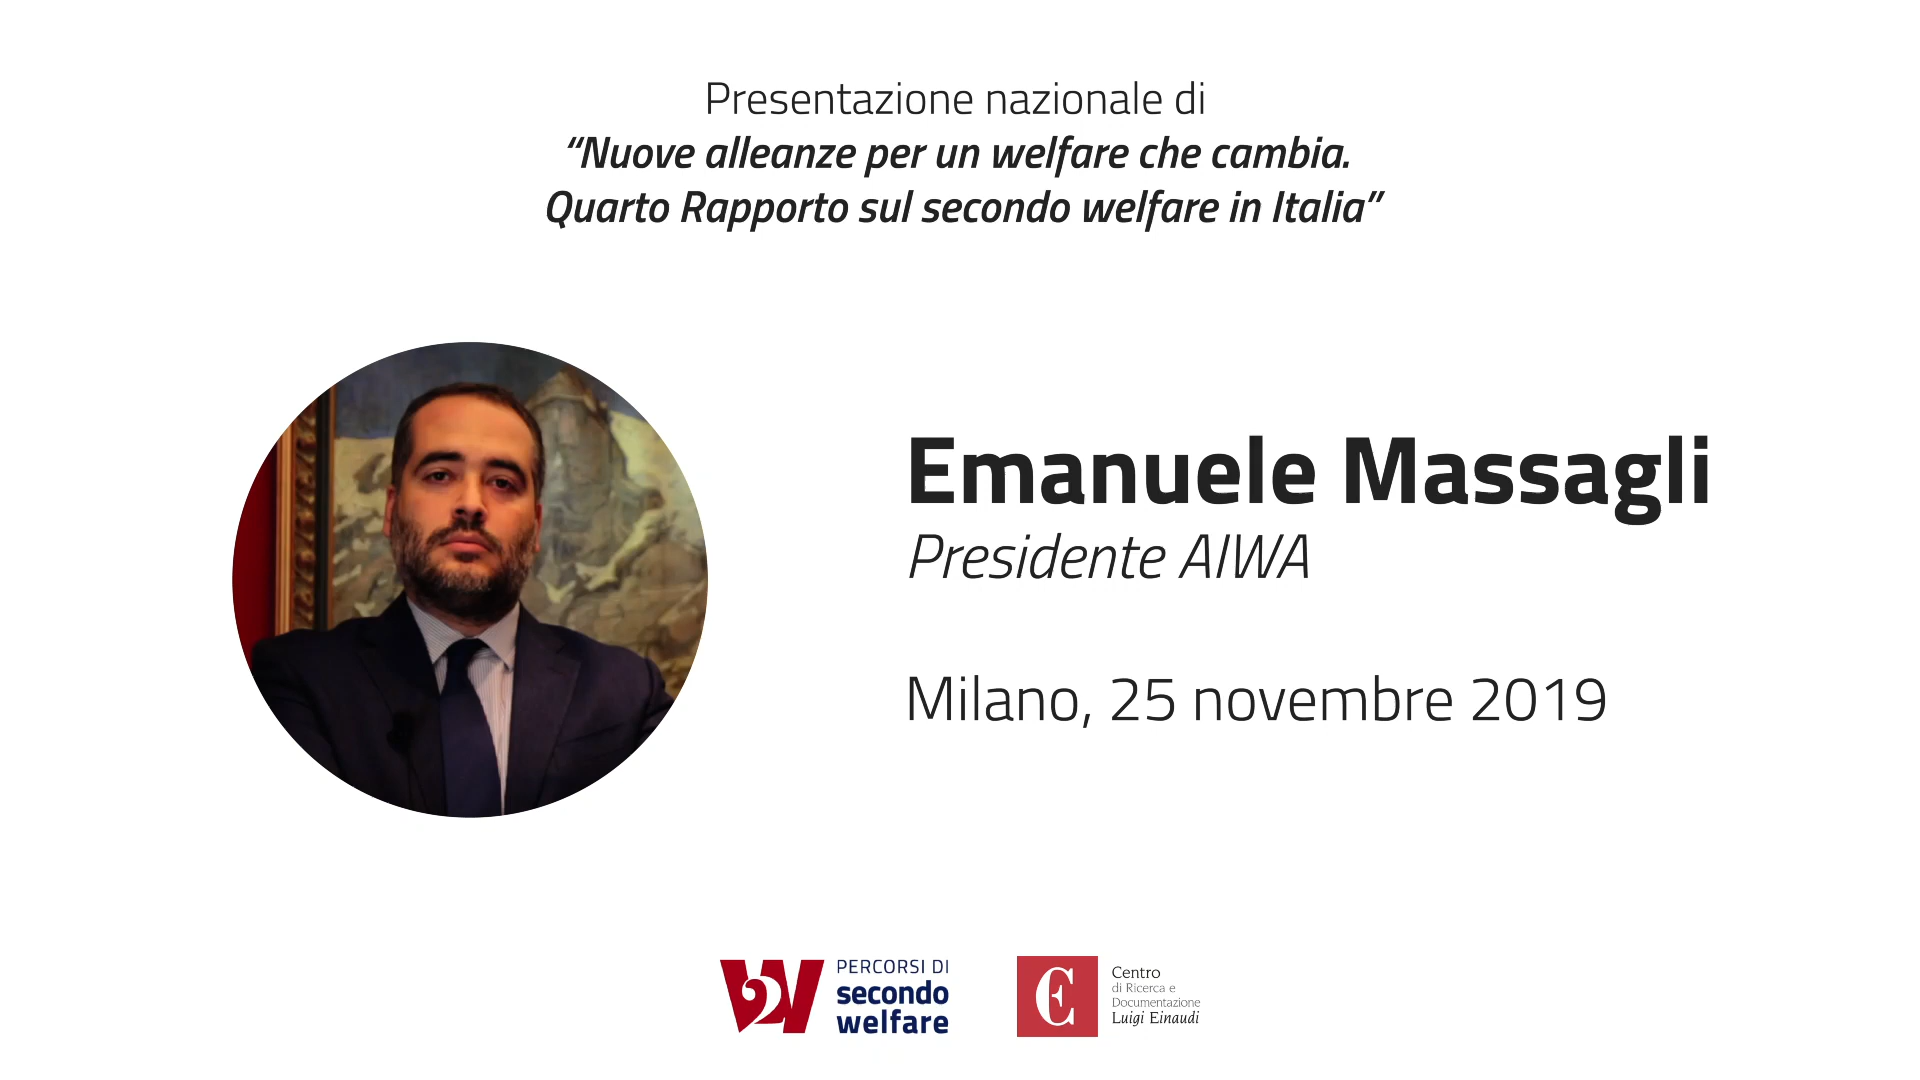 Presentazione nazionale di
“Nuove alleanze per un welfare che cambia.
Quarto Rapporto sul secondo welfare in Italia”
Emanuele Massagli
Presidente AIWA
Milano, 25 novembre 2019
PERCORSI DI
secondo
welfare
Centro
di Ricerca e
Documentazione
Luigi Einaudi